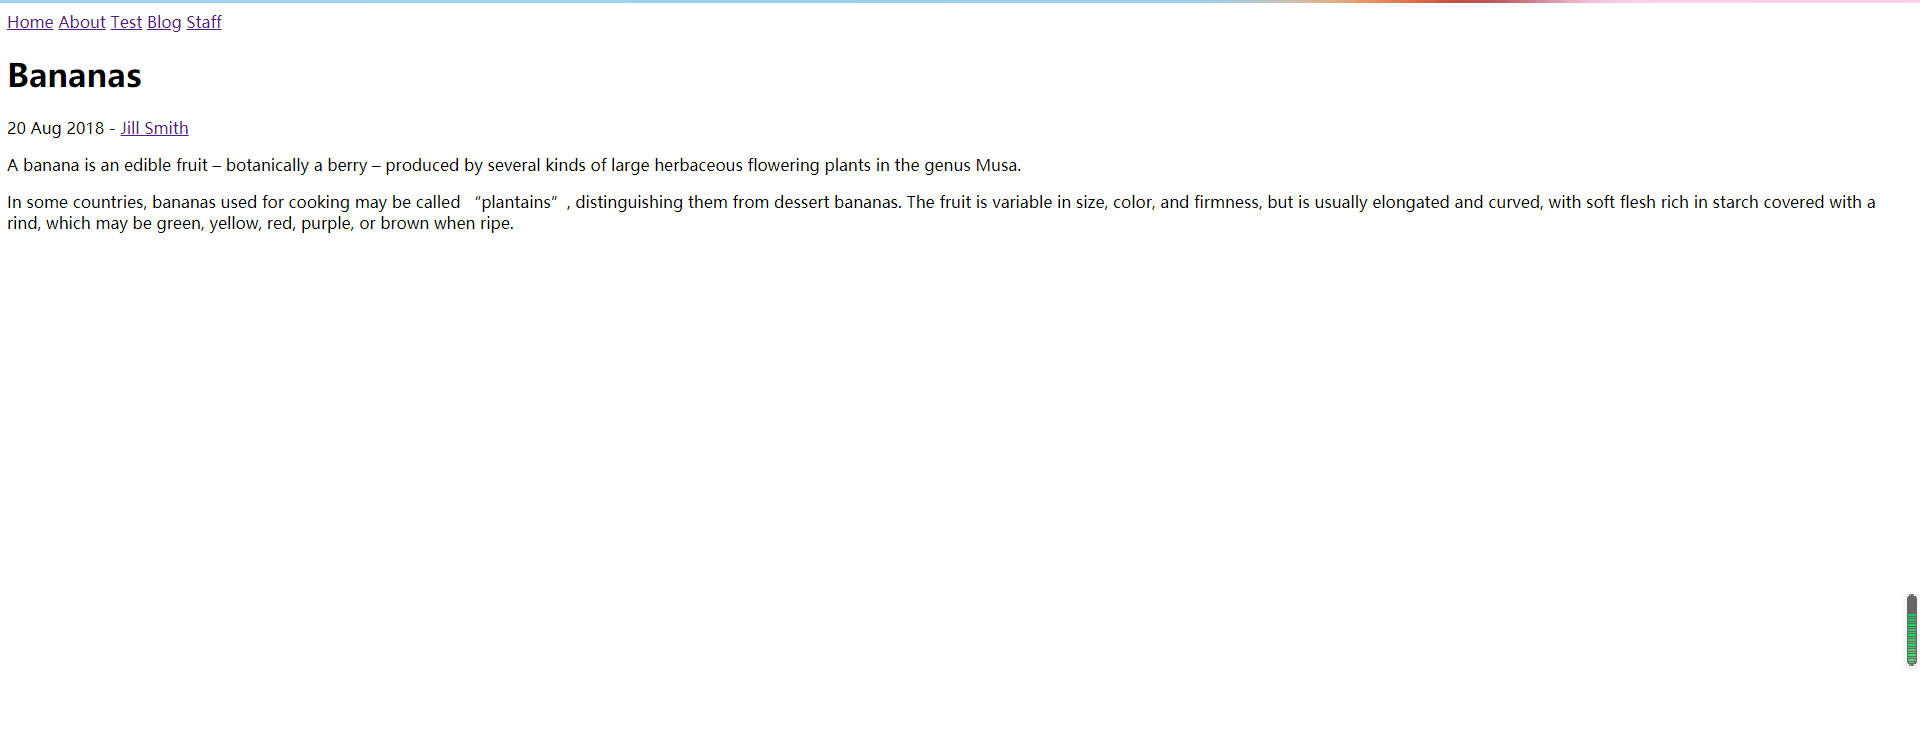 Home About Test Blog Staff
Bananas
20 Aug 2018 - Jill Smith
A banana is an edible fruit – botanically a berry – produced by several kinds of large herbaceous flowering plants in the genus Musa.
In some countries, bananas used for cooking may be called “plantains”, distinguishing them from dessert bananas. The fruit is variable in size, color, and firmness, but is usually elongated and curved, with soft flesh rich in starch covered with a
rind, which may be green, yellow, red, purple, or brown when ripe.